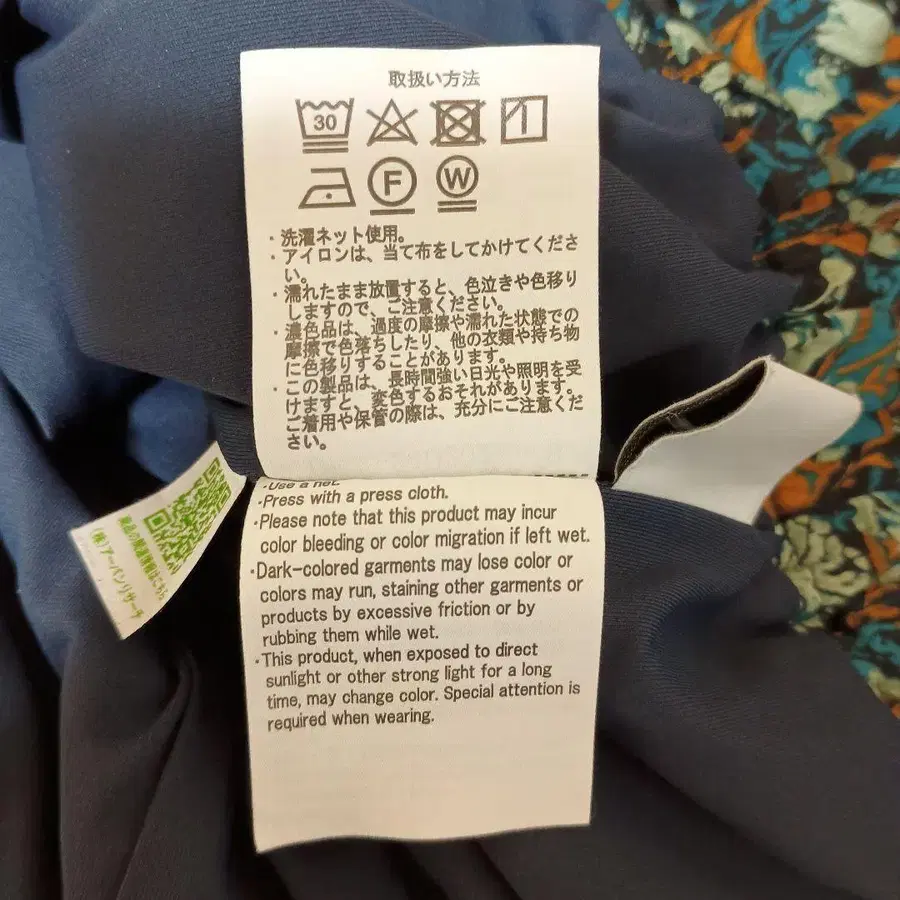 取扱い方法
30
F
W
・洗濯ネット使用。
・アイロンは、当て布をしてかけてくださ
い。
・濡れたまま放置すると、色泣きや色移り
しますので、ご注意ください。
・濃色品は、過度の摩擦や濡れた状態での
摩擦で色落ちしたり、他の衣類や持ち物
に色移りすることがあります。
・この製品は、長時間強い日光や照明を受
けますと、変色するおそれがあります。
ご着用や保管の際は、充分にご注意くだ
さい。
・Use a net.
・Press with a press cloth.
・Please note that this product may incur
color bleeding or color migration if left wet.
・Dark-colored garments may lose color or
colors may run, staining other garments or
products by excessive friction or by
rubbing them while wet.
・This product, when exposed to direct
sunlight or other strong light for a long
time, may change color. Special attention is
required when wearing.
(株)アーバンリサーチ